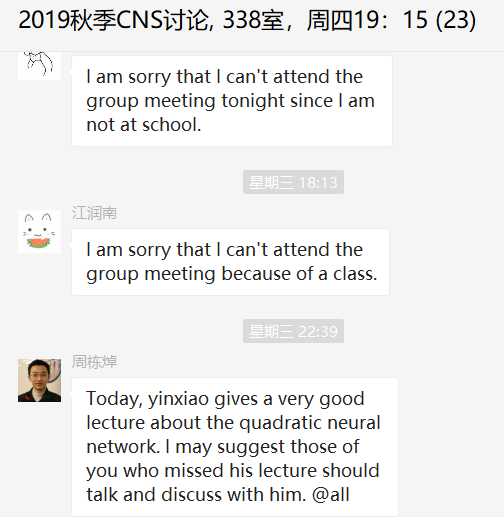 2019秋季CNS讨论, 338室，周四19：15 (23)
I am sorry that I can't attend the
group meeting tonight since I am
not at school.
星期三 18:13
江润南
I am sorry that I can't attend the
group meeting because of a class.
星期三 22:39
周栋焯
Today, yinxiao gives a very good
lecture about the quadratic neural
network. I may suggest those of
you who missed his lecture should
talk and discuss with him. @all